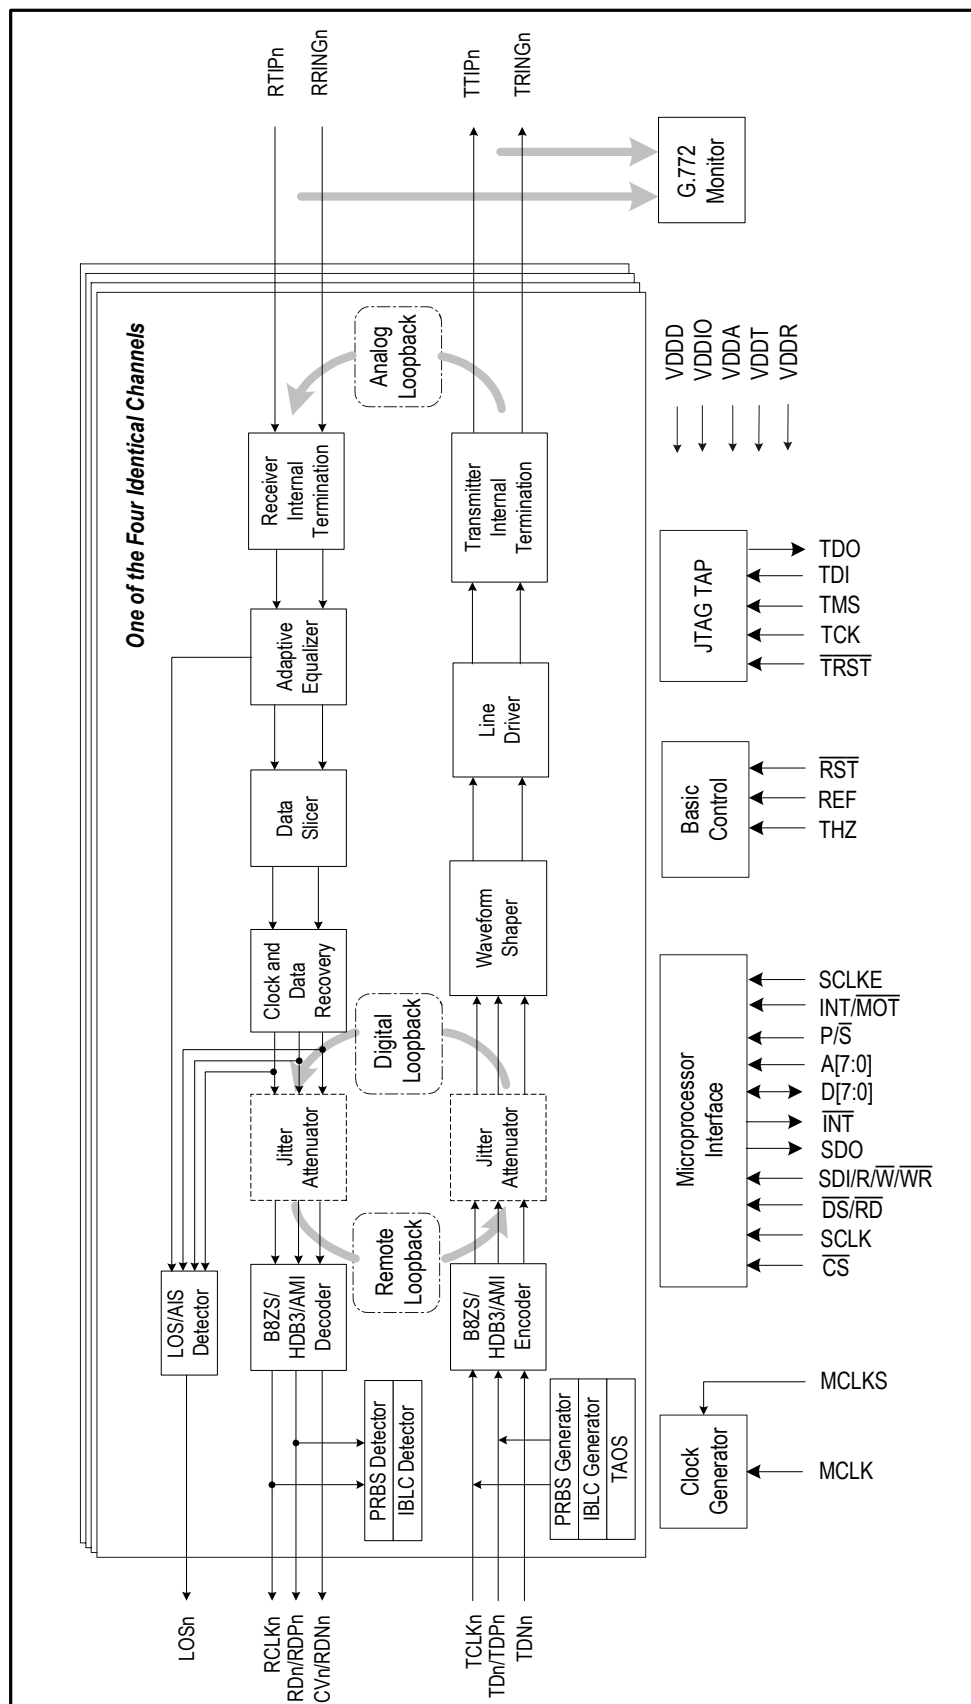 RTIPn
RRINGn
TTIPn
TRINGn
G.772
Monitor
One of the Four Identical Channels
Analog
Loopback
VDDD
VDDIO
VDDA
VDDT
VDDR
Receiver
Internal
Termination
Transmitter
Internal
Termination
JTAG TAP
TDO
TDI
TMS
TCK
TRST
Adaptive
Equalizer
Line
Driver
Basic
Control
RST
REF
THZ
Data
Slicer
Waveform
Shaper
Clock and
Data
Recovery
Digital
Loopback
Jitter
Attenuator
Jitter
Attenuator
Remote
Loopback
Microprocessor
Interface
SCLKE
INT/MOT
P/S
A[7:0]
D[7:0]
INT
SDO
SDI/R/W/WR
DS/RD
SCLK
CS
LOS/AIS
Detector
B8ZS/
HDB3/AMI
Decoder
B8ZS/
HDB3/AMI
Encoder
PRBS Detector
IBLC Detector
PRBS Generator
IBLC Generator
TAOS
Clock
Generator
MCLKS
MCLK
LOSn
RCLKn
RDn/RDPn
CVn/RDNn
TCLKn
TDn/TDPn
TDNn